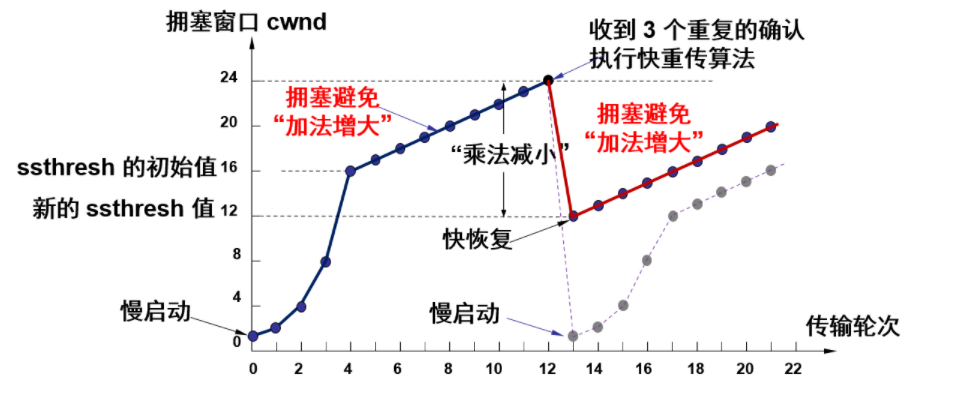 拥塞窗口 cwnd
收到 3 个重复的确认
执行快重传算法
24
拥塞避免
“加法增大”
拥塞避免
“加法增大”
20
“乘法减小”
ssthresh 的初始值
16
新的 ssthresh 值
12
快恢复
8
慢启动
4
慢启动
0
传输轮次
0 2 4 6 8 10 12 14 16 18 20 22